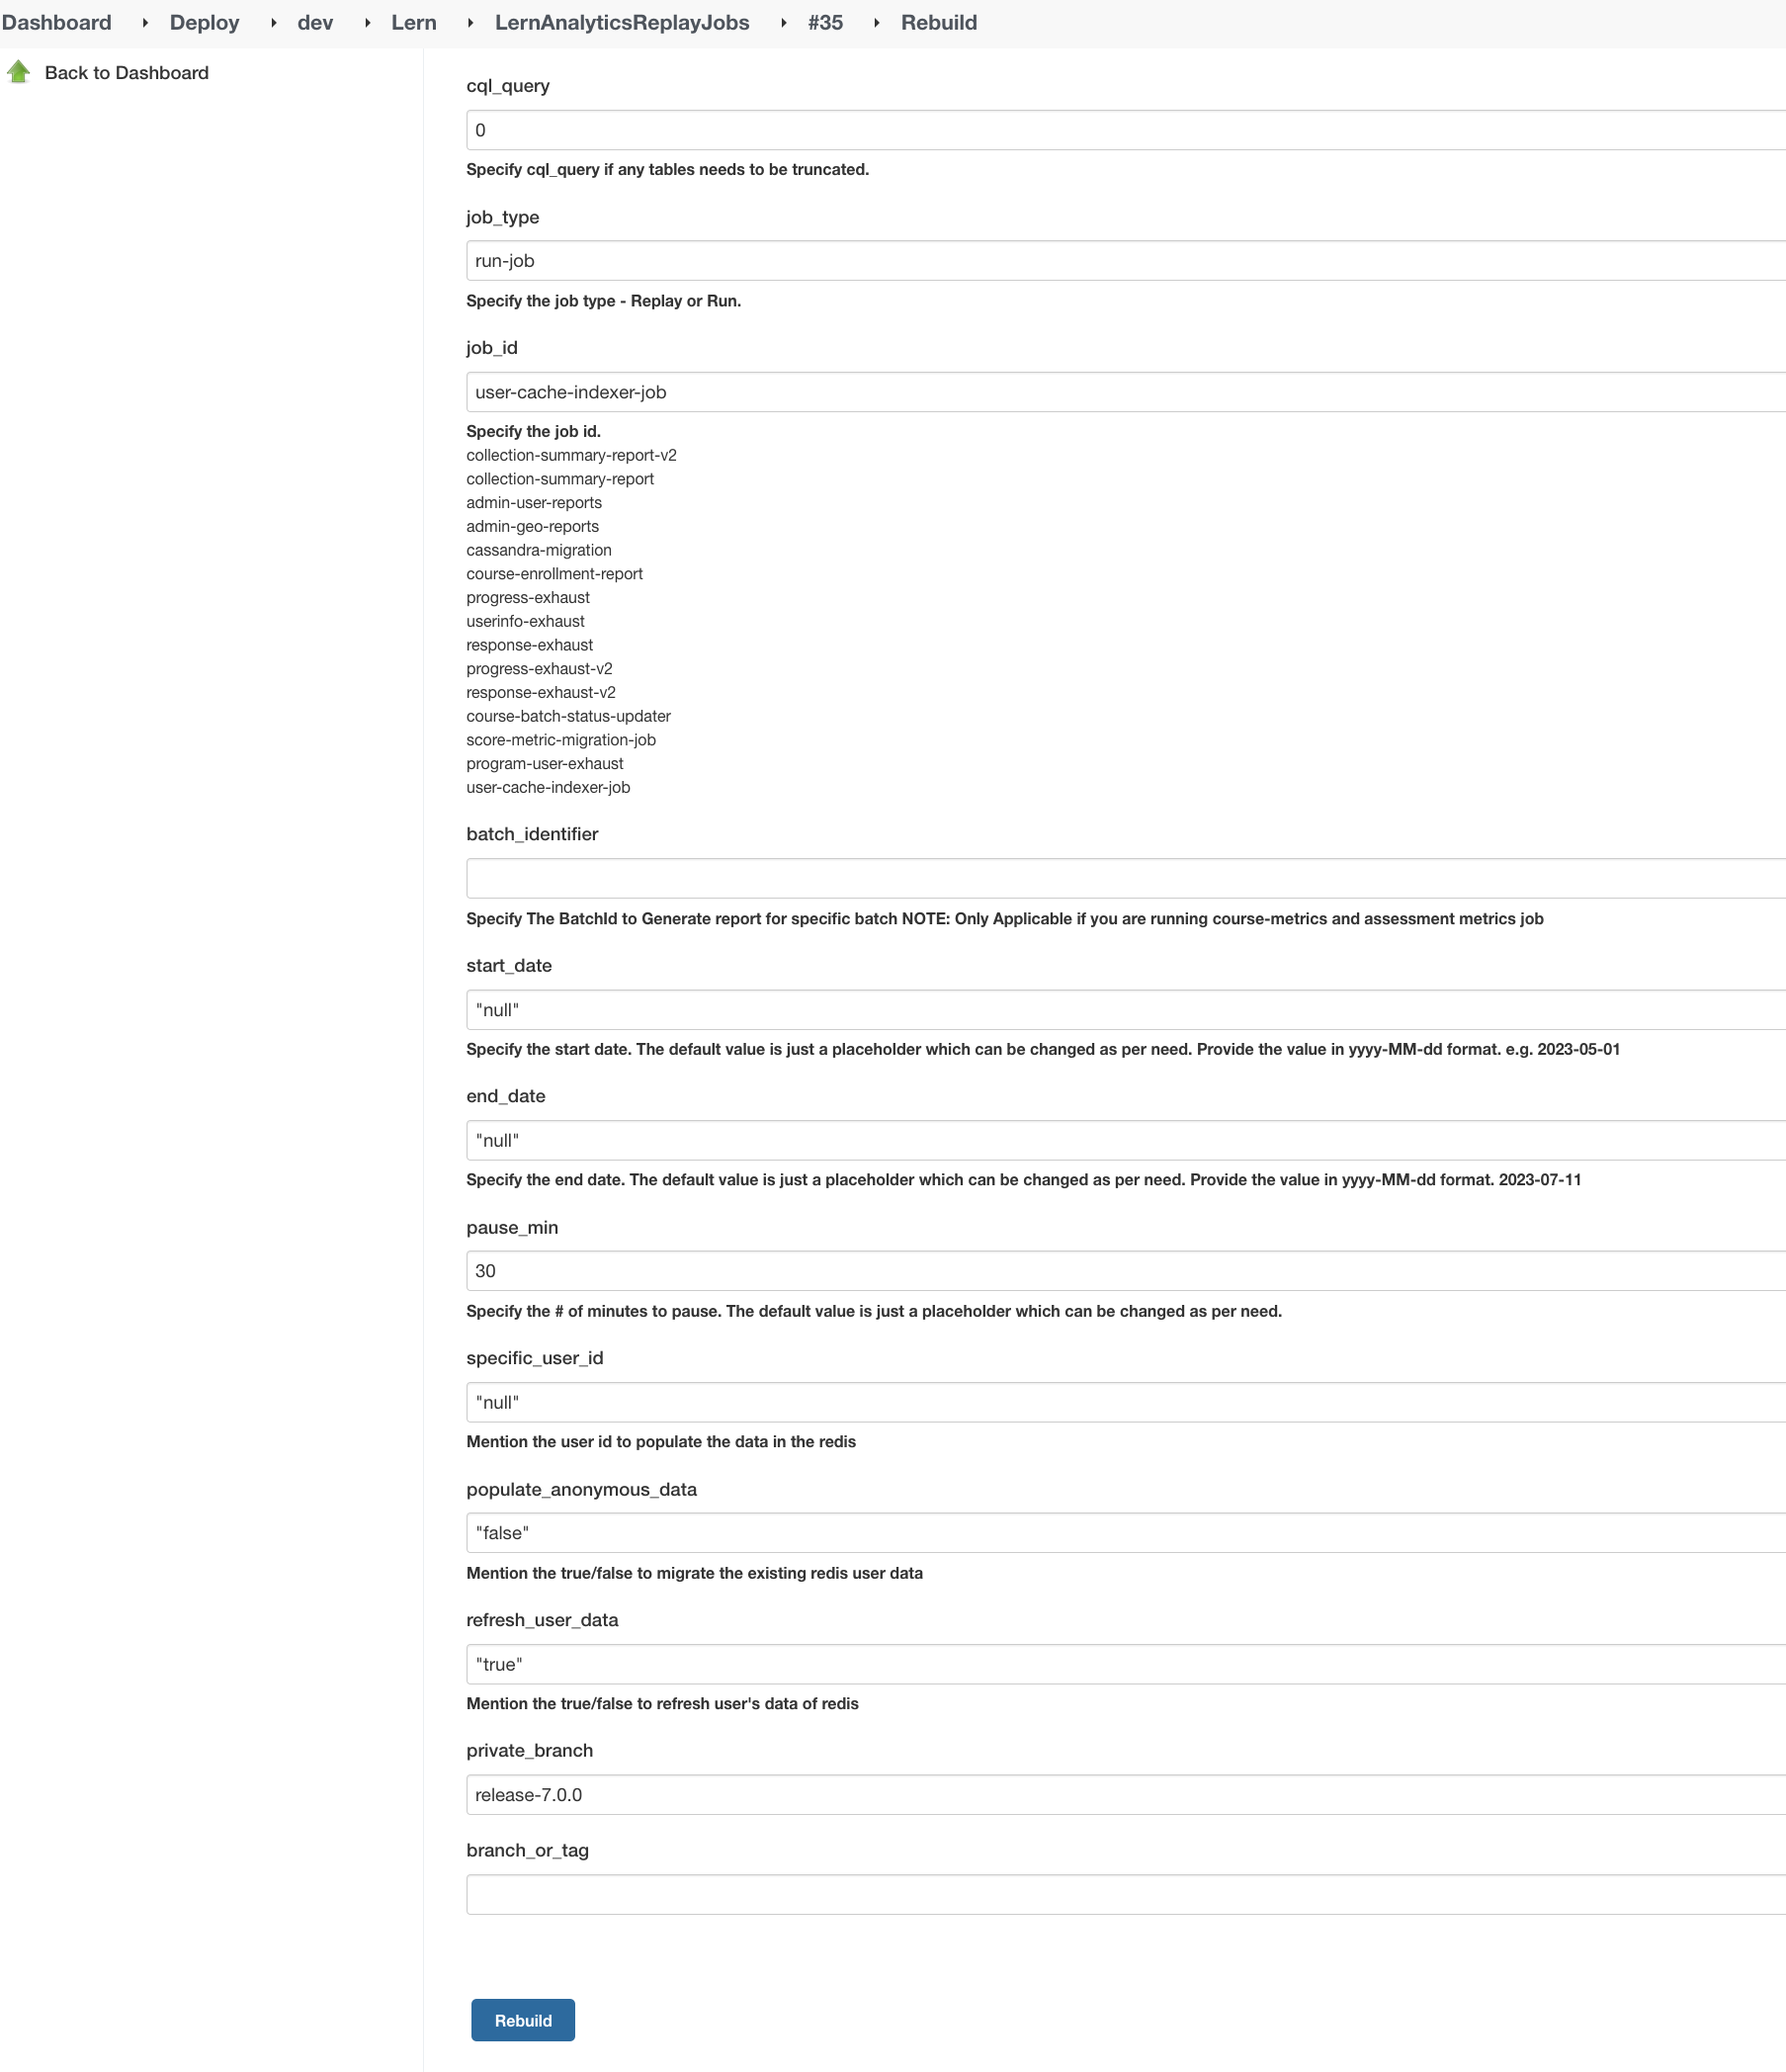 Dashboard Deploy dev Lern LernAnalyticsReplayJobs #35 Rebuild
Back to Dashboard
cql_query
0
Specify cql_query if any tables needs to be truncated.
job_type
run-job
Specify the job type - Replay or Run.
job_id
user-cache-indexer-job
Specify the job id.
collection-summary-report-v2
collection-summary-report
admin-user-reports
admin-geo-reports
cassandra-migration
course-enrollment-report
progress-exhaust
userinfo-exhaust
response-exhaust
progress-exhaust-v2
response-exhaust-v2
course-batch-status-updater
score-metric-migration-job
program-user-exhaust
user-cache-indexer-job
batch_identifier
Specify The BatchId to Generate report for specific batch NOTE: Only Applicable if you are running course-metrics and assessment metrics job
start_date
"null"
Specify the start date. The default value is just a placeholder which can be changed as per need. Provide the value in yyyy-MM-dd format. e.g. 2023-05-01
end_date
"null"
Specify the end date. The default value is just a placeholder which can be changed as per need. Provide the value in yyyy-MM-dd format. 2023-07-11
pause_min
30
Specify the # of minutes to pause. The default value is just a placeholder which can be changed as per need.
specific_user_id
"null"
Mention the user id to populate the data in the redis
populate_anonymous_data
"false"
Mention the true/false to migrate the existing redis user data
refresh_user_data
"true"
Mention the true/false to refresh user's data of redis
private_branch
release-7.0.0
branch_or_tag
Rebuild